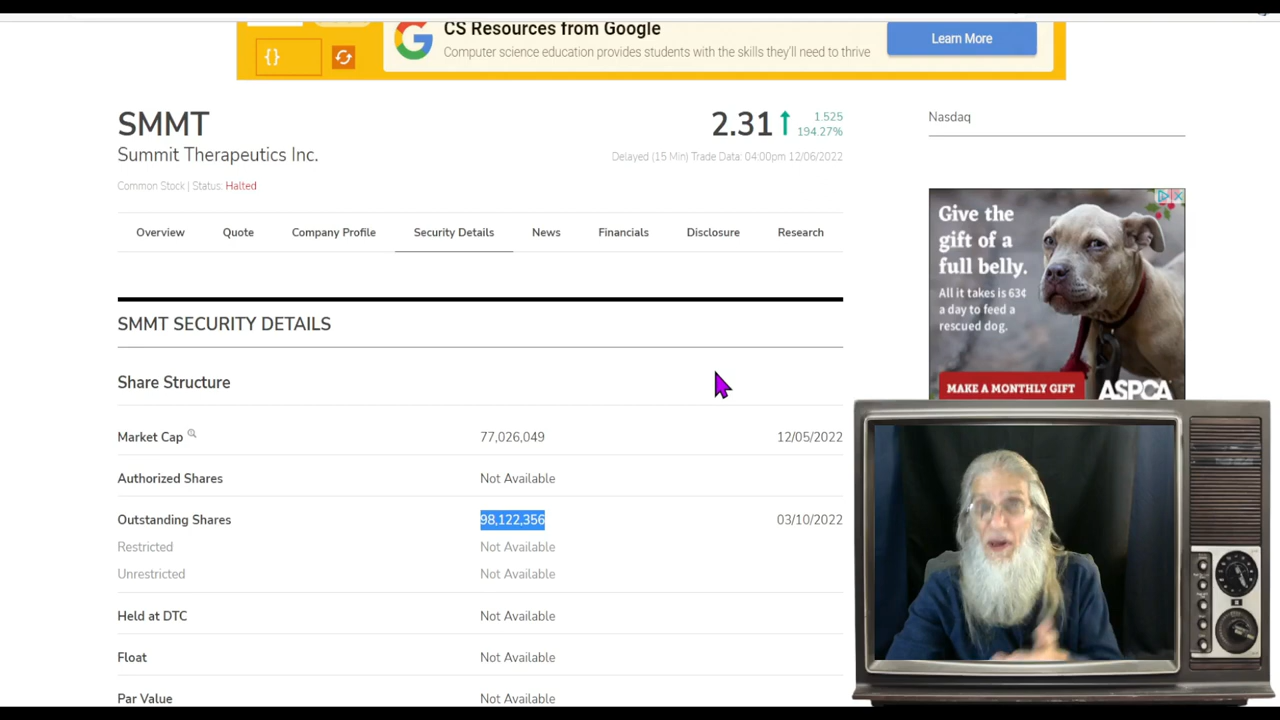 CS Resources from Google
Computer science education provides students with the skills they'll need to thrive
Learn More
{}
SMMT
2.31
1.525
194.27%
Summit Therapeutics Inc.
Delayed (15 Min) Trade Data: 04:00pm 12/06/2022
Common Stock | Status: Halted
Nasdaq
Overview Quote Company Profile Security Details News Financials Disclosure Research
Give the
gift of a
full belly.
All it takes is 63¢
a day to feed a
rescued dog.
MAKE A MONTHLY GIFT
ASPCA
SMMT SECURITY DETAILS
Share Structure
Market Cap 77,026,049 12/05/2022
Authorized Shares Not Available
Outstanding Shares 98,122,356 03/10/2022
Restricted Not Available
Unrestricted Not Available
Held at DTC Not Available
Float Not Available
Par Value Not Available